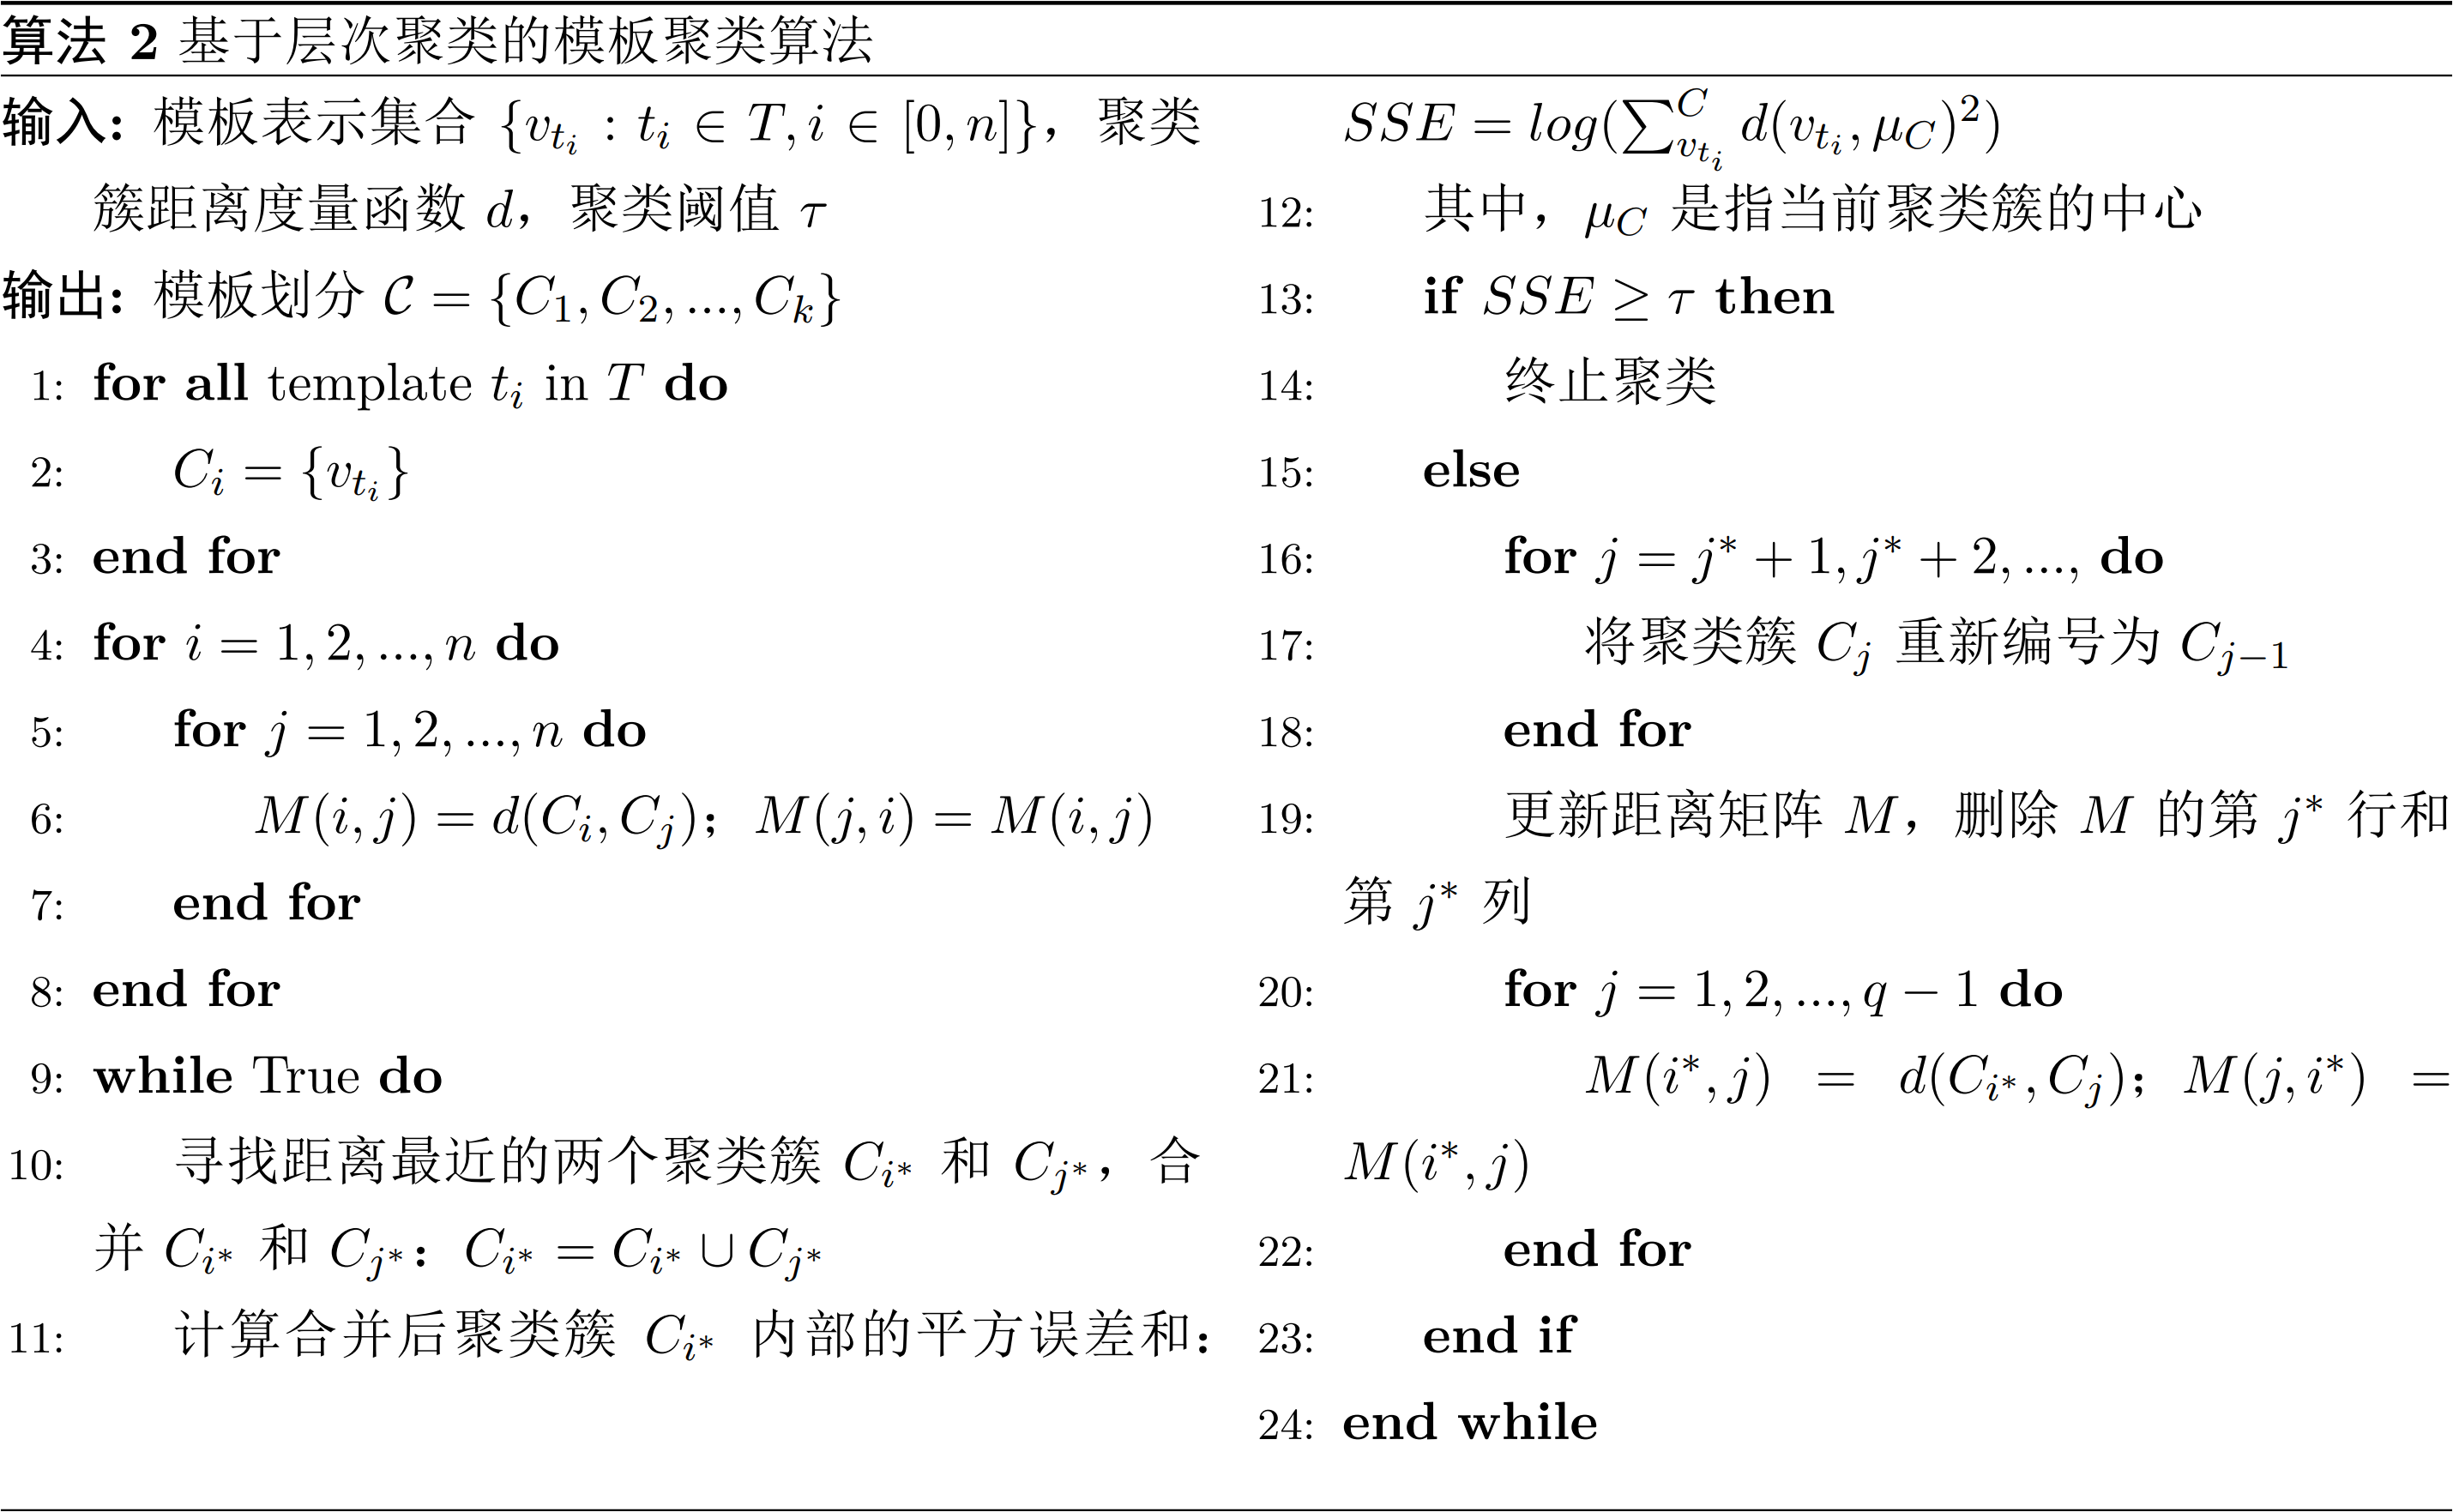 算法 2 基于层次聚类的模板聚类算法
输入: 模板表示集合 {v_{t_i} : t_i ∈ T, i ∈ [0, n]}，聚类
簇距离度量函数 d，聚类阈值 τ
输出: 模板划分 𝒞 = {C_1, C_2, ..., C_k}
1: for all template t_i in T do
2: C_i = {v_{t_i}}
3: end for
4: for i = 1, 2, ..., n do
5: for j = 1, 2, ..., n do
6: M(i, j) = d(C_i, C_j)；M(j, i) = M(i, j)
7: end for
8: end for
9: while True do
10: 寻找距离最近的两个聚类簇 C_{i*} 和 C_{j*}，合
并 C_{i*} 和 C_{j*}：C_{i*} = C_{i*} ∪ C_{j*}
11: 计算合并后聚类簇 C_{i*} 内部的平方误差和：
SSE = log(∑_{v_{t_i}}^{C} d(v_{t_i}, μ_C)^2)
12: 其中，μ_C 是指当前聚类簇的中心
13: if SSE ≥ τ then
14: 终止聚类
15: else
16: for j = j* + 1, j* + 2, ..., do
17: 将聚类簇 C_j 重新编号为 C_{j−1}
18: end for
19: 更新距离矩阵 M，删除 M 的第 j* 行和
第 j* 列
20: for j = 1, 2, ..., q − 1 do
21: M(i*, j) = d(C_{i*}, C_j)；M(j, i*) =
M(i*, j)
22: end for
23: end if
24: end while